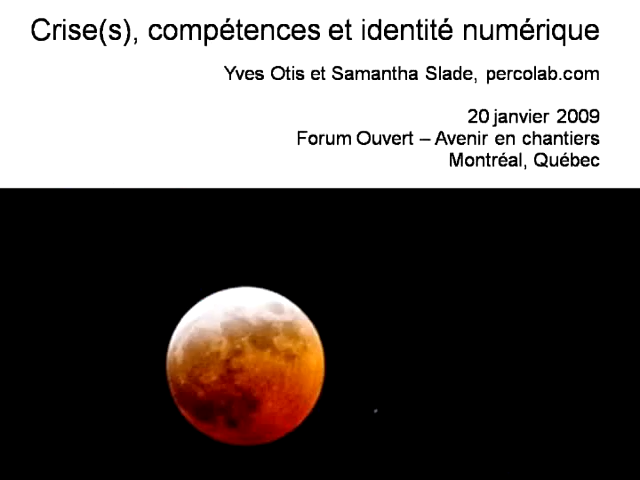 Crise(s), compétences et identité numérique
Yves Otis et Samantha Slade, percolab.com
20 janvier 2009
Forum Ouvert – Avenir en chantiers
Montréal, Québec